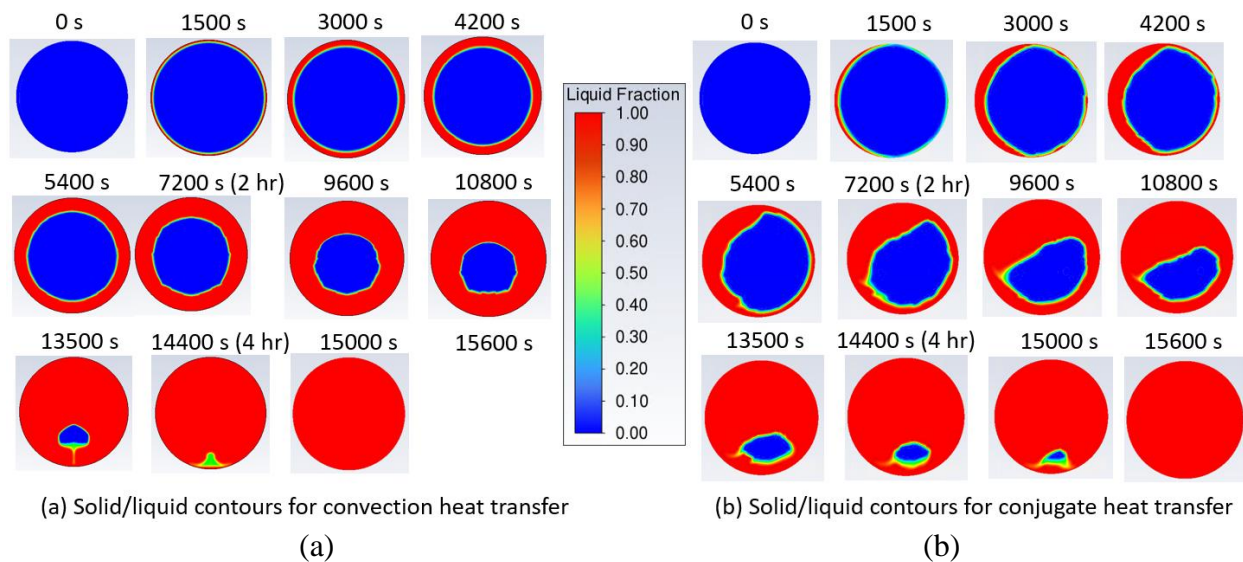 0 s 1500 s 3000 s 4200 s
5400 s 7200 s (2 hr) 9600 s 10800 s
13500 s 14400 s (4 hr) 15000 s 15600 s
(a) Solid/liquid contours for convection heat transfer
(a)
Liquid Fraction
1.00
0.90
0.80
0.70
0.60
0.50
0.40
0.30
0.20
0.10
0.00
0 s 1500 s 3000 s 4200 s
5400 s 7200 s (2 hr) 9600 s 10800 s
13500 s 14400 s (4 hr) 15000 s 15600 s
(b) Solid/liquid contours for conjugate heat transfer
(b)